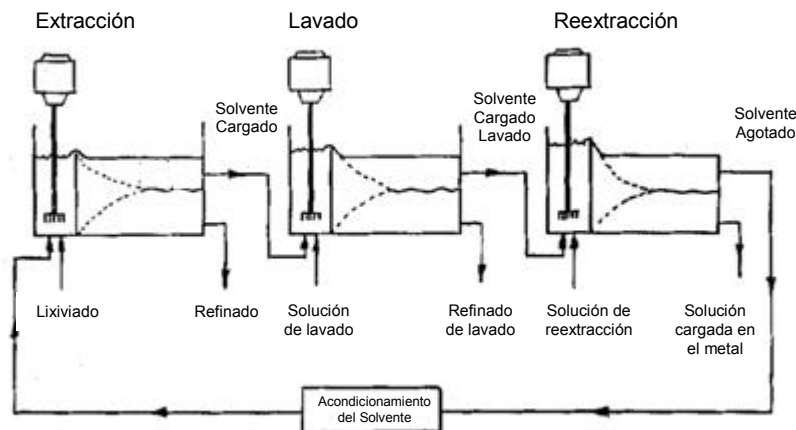 Extracción
Lavado
Reextracción
Solvente
Cargado
Solvente
Cargado
Lavado
Solvente
Agotado
Lixiviado
Refinado
Solución
de lavado
Refinado
de lavado
Solución de
reextracción
Solución
cargada en
el metal
Acondicionamiento
del Solvente